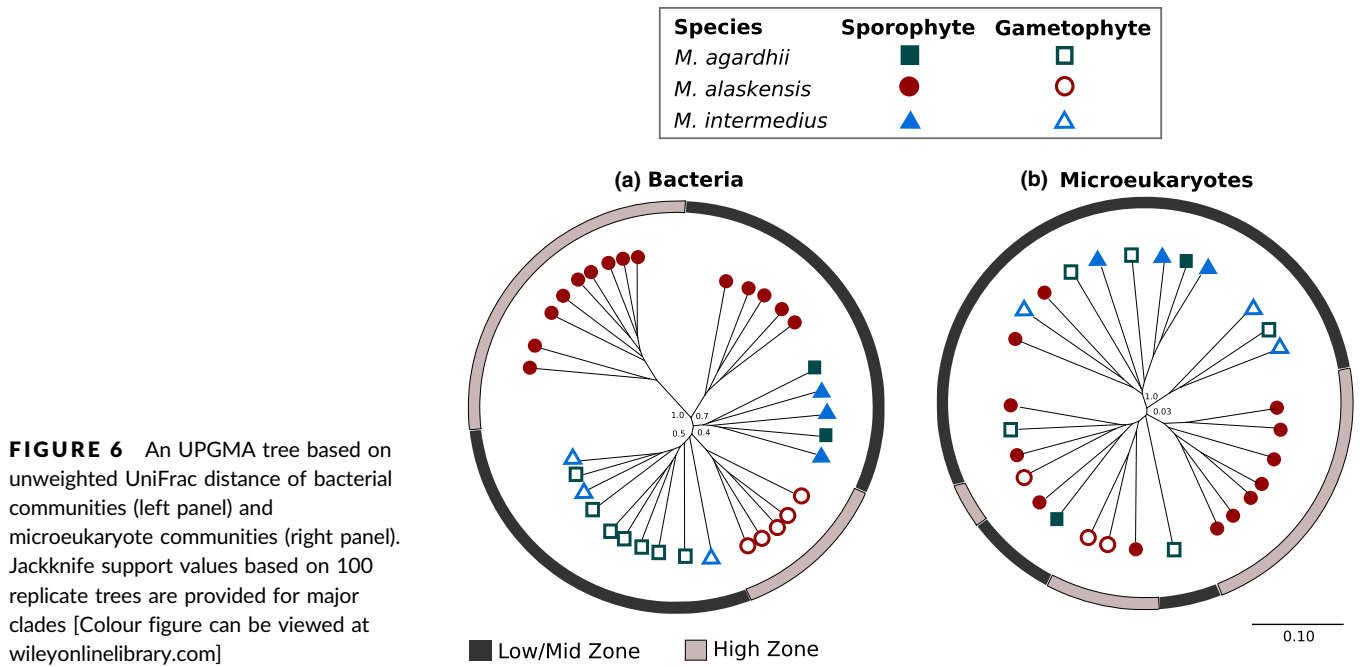 Species Sporophyte Gametophyte
M. agardhii
M. alaskensis
M. intermedius
(a) Bacteria
(b) Microeukaryotes
1.0 0.7
0.5 0.4
1.0
0.03
0.10
Low/Mid Zone High Zone
FIGURE 6 An UPGMA tree based on
unweighted UniFrac distance of bacterial
communities (left panel) and
microeukaryote communities (right panel).
Jackknife support values based on 100
replicate trees are provided for major
clades [Colour figure can be viewed at
wileyonlinelibrary.com]